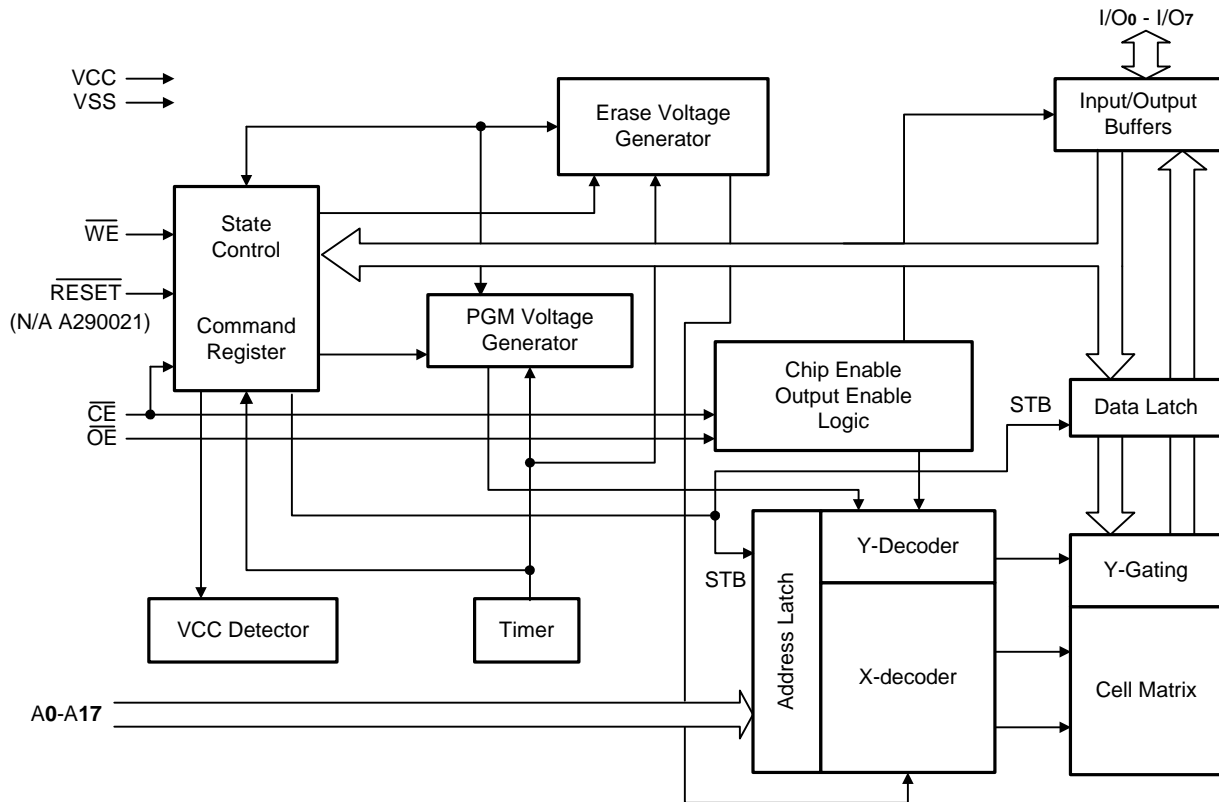 I/O0 - I/O7
VCC
VSS
Erase Voltage
Generator
Input/Output
Buffers
WE
State
Control
RESET
(N/A A290021)
Command
Register
PGM Voltage
Generator
Chip Enable
Output Enable
Logic
CE
OE
STB
Data Latch
Y-Decoder
Y-Gating
STB
Address Latch
VCC Detector
Timer
X-decoder
Cell Matrix
A0-A17